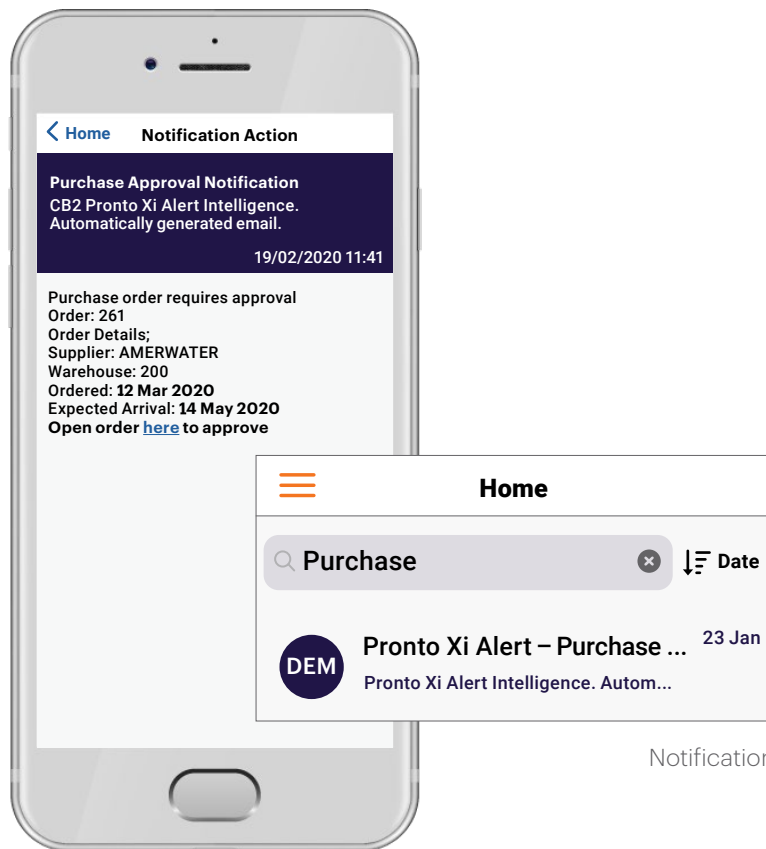 Home Notification Action
Purchase Approval Notification
CB2 Pronto Xi Alert Intelligence.
Automatically generated email.
19/02/2020 11:41
Purchase order requires approval
Order: 261
Order Details;
Supplier: AMERWATER
Warehouse: 200
Ordered: 12 Mar 2020
Expected Arrival: 14 May 2020
Open order here to approve
Home
Purchase Date
DEM Pronto Xi Alert – Purchase ... 23 Jan
Pronto Xi Alert Intelligence. Autom...
Notification